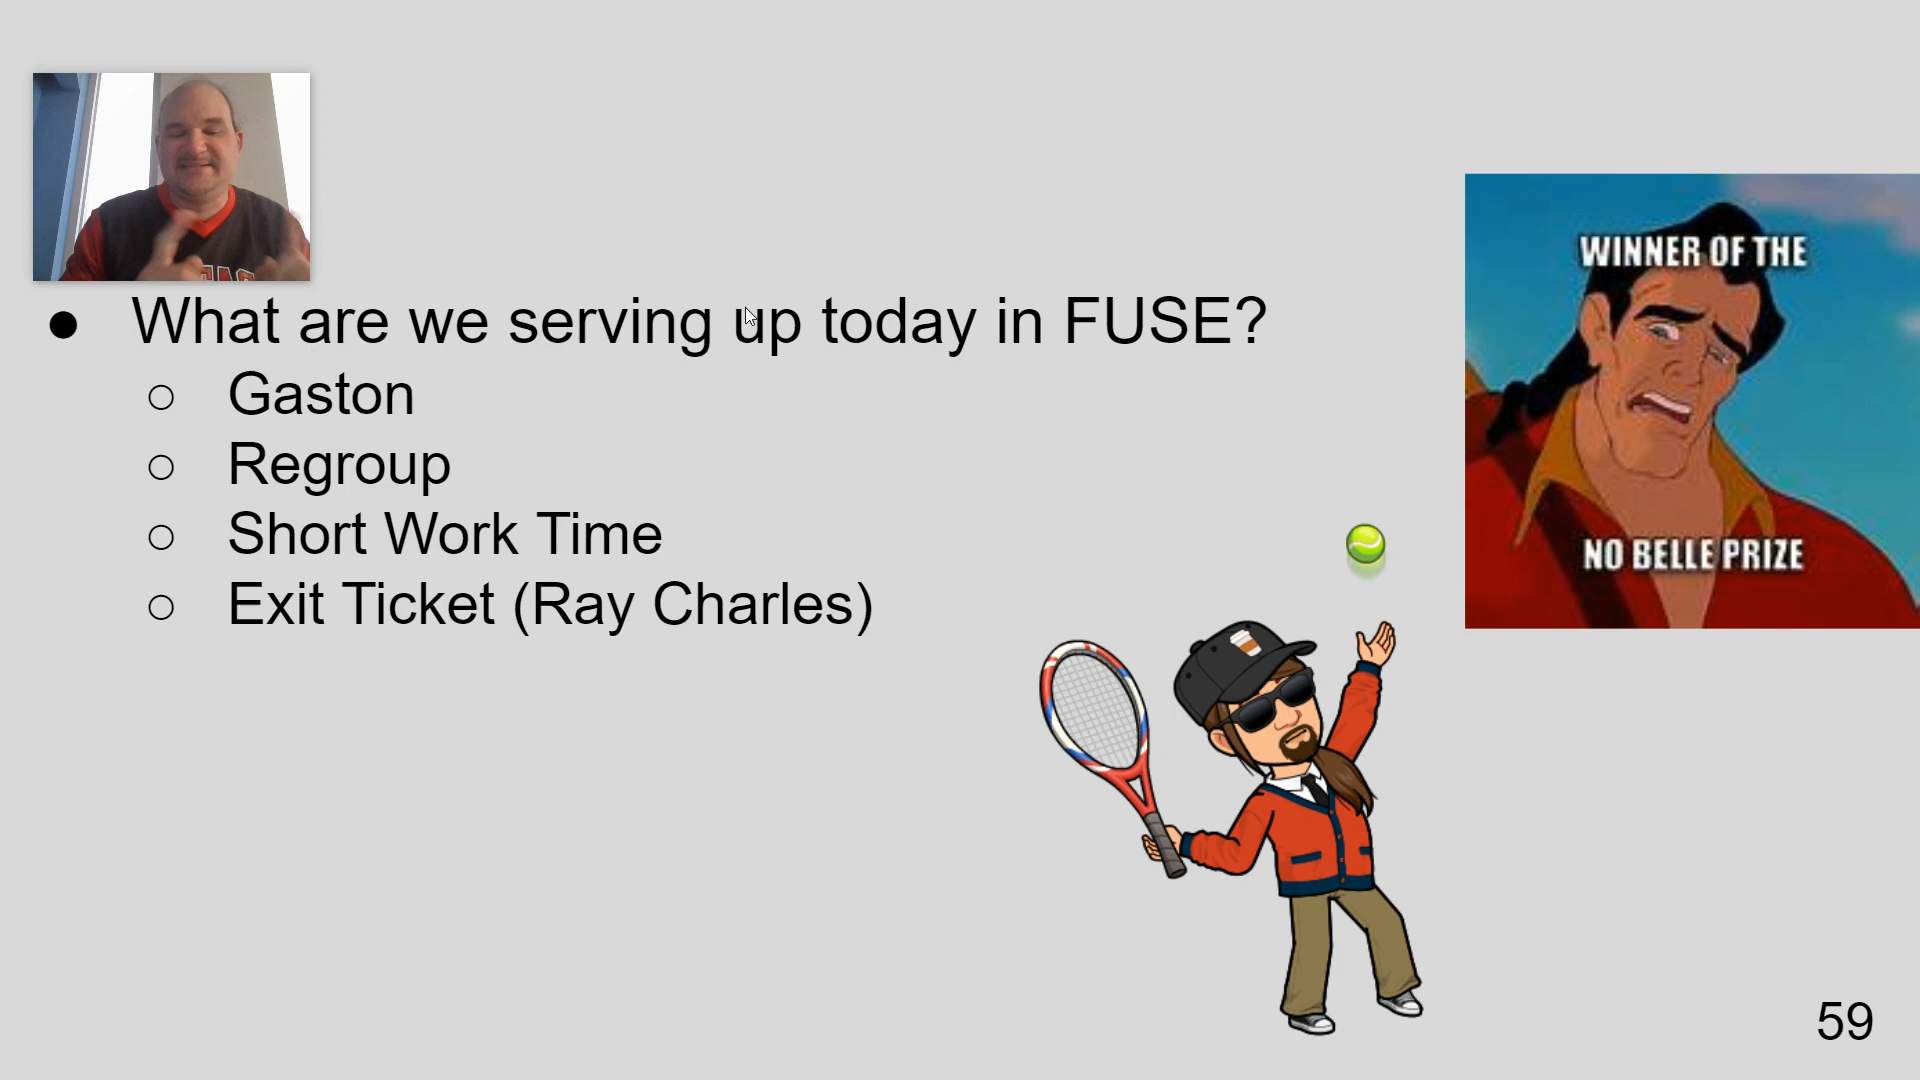 What are we serving up today in FUSE?
Gaston
Regroup
Short Work Time
Exit Ticket (Ray Charles)
WINNER OF THE
NO BELLE PRIZE
59